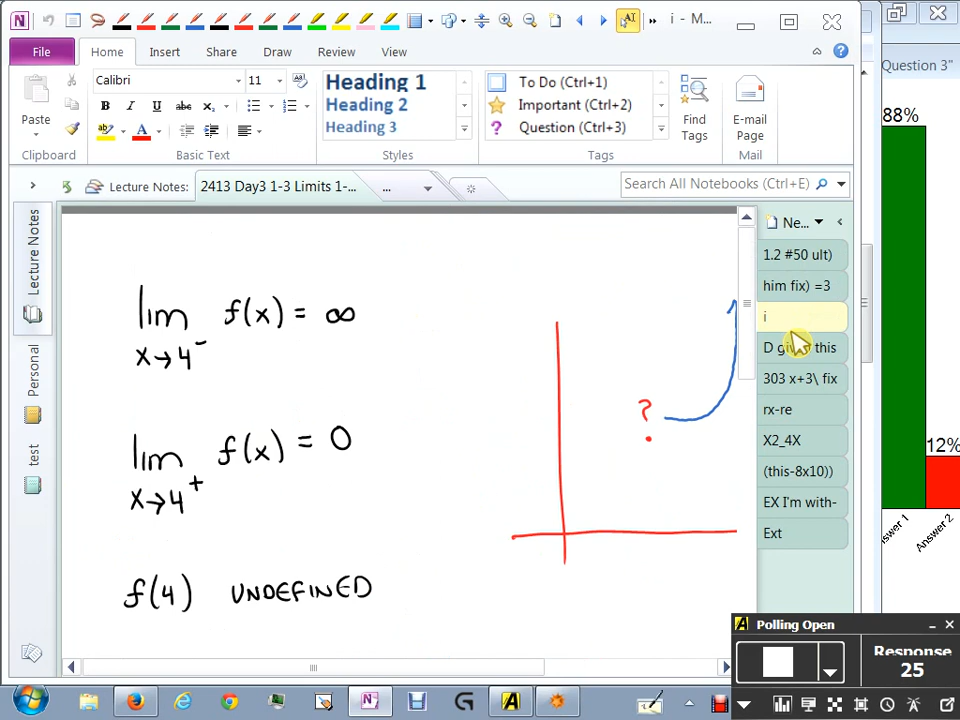 i - M...
File Home Insert Share Draw Review View
Paste
Clipboard
Calibri 11
B I U abc x₂
A
Basic Text
Heading 1
Heading 2
Heading 3
Styles
To Do (Ctrl+1)
Important (Ctrl+2)
Question (Ctrl+3)
Tags
Find
Tags
E-mail
Page
Mail
Lecture Notes: 2413 Day3 1-3 Limits 1-... ... Search All Notebooks (Ctrl+E)
Lecture Notes
Personal
test
Ne...
1.2 #50 ult)
him fix) =3
i
303 x+3\ fix
rx-re
X2_4X
(this-8x10))
EX I'm with-
Ext
lim f(x) = ∞
x→4⁻
lim f(x) = 0
x→4⁺
f(4) UNDEFINED
?
Question 3"
88%
12%
Answer 2
Polling Open
Response
25